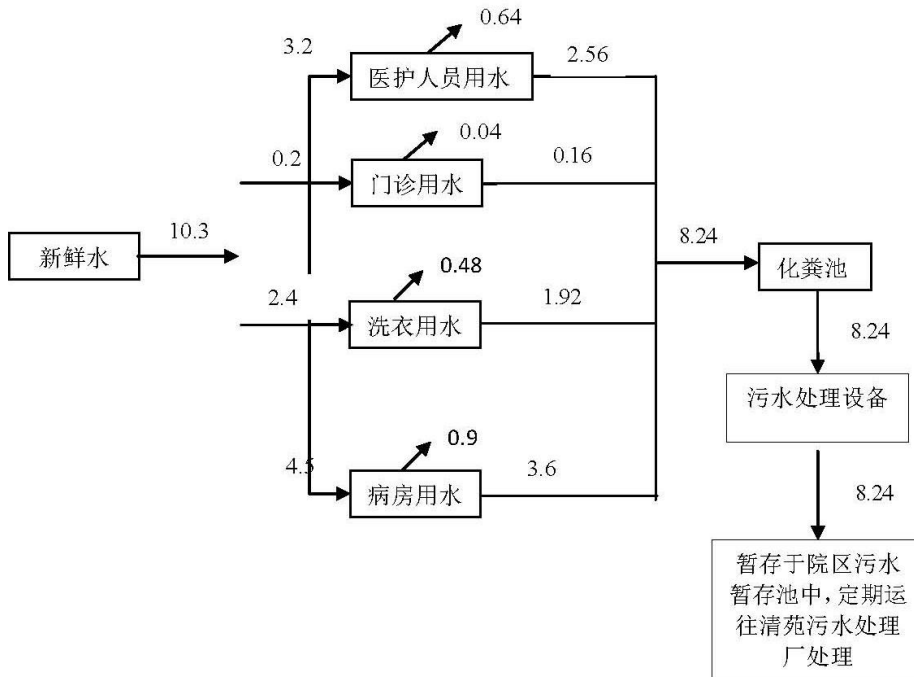 0.64
3.2
医护人员用水
2.56
0.04
0.2
门诊用水
0.16
新鲜水
10.3
8.24
化粪池
0.48
2.4
洗衣用水
1.92
8.24
污水处理设备
0.9
4.5
病房用水
3.6
8.24
暂存于院区污水
暂存池中，定期运
往清苑污水处理
厂处理